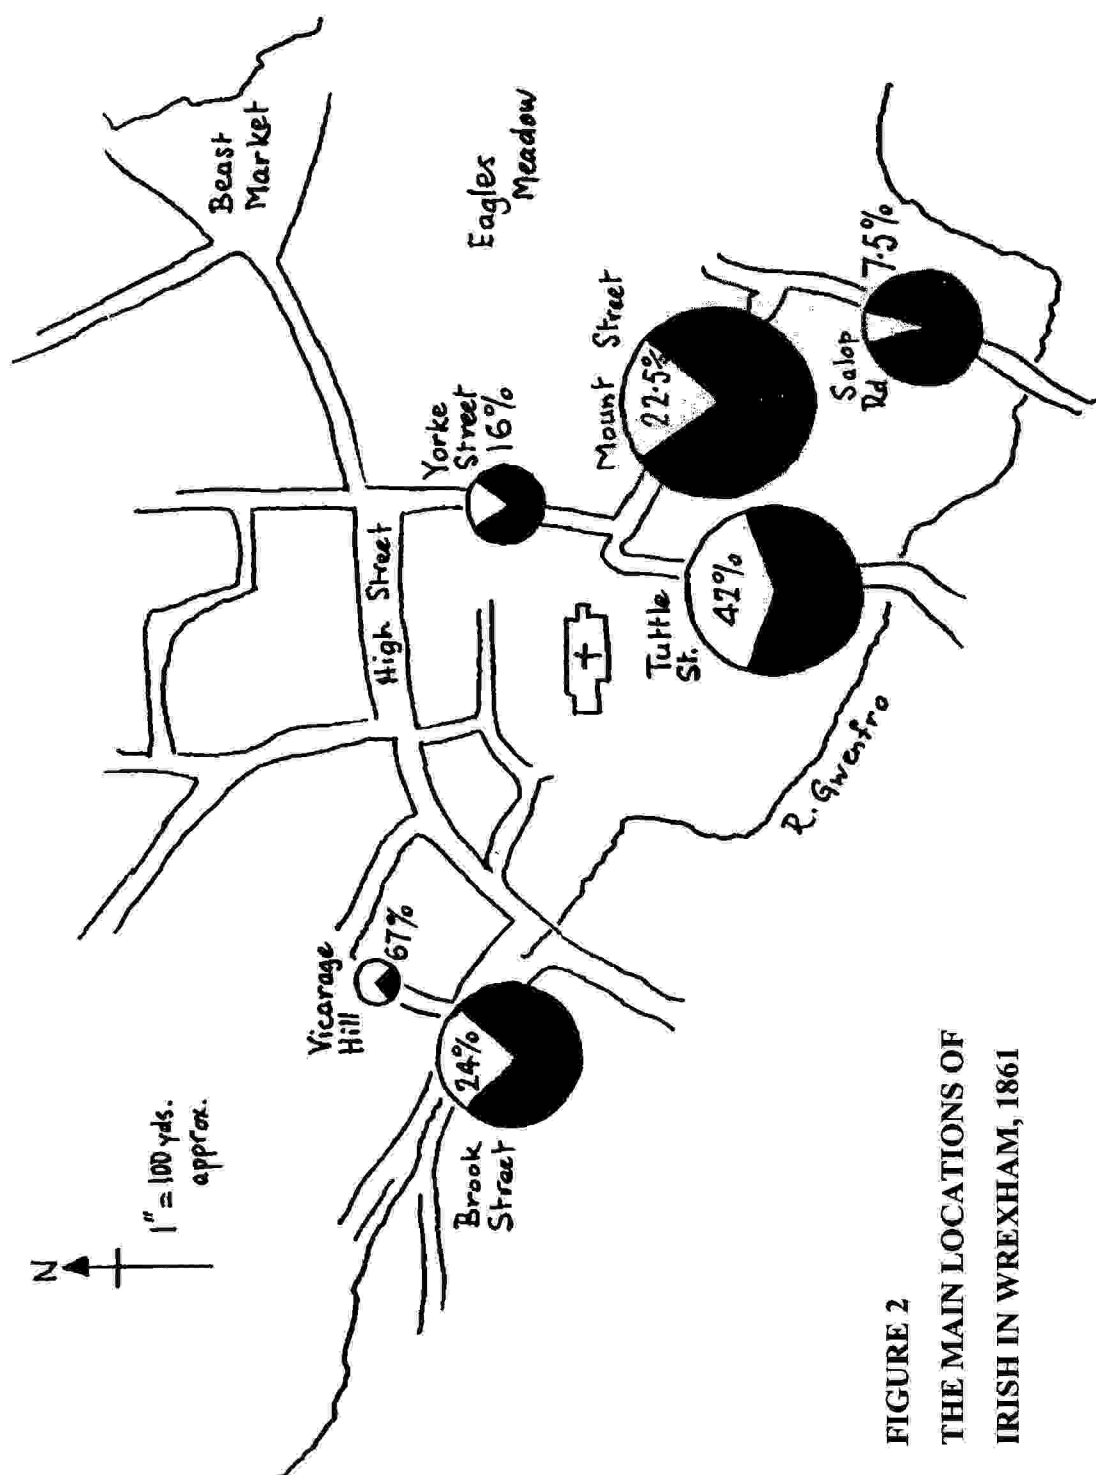 N
1" = 100 yds.
approx.
Beast
Market
Eagles
Meadow
High Street
Yorke
Street
16%
Mount Street
22.5%
Salop
Rd
7.5%
Tuttle
St.
42%
R. Gwenfro
Vicarage
Hill
67%
Brook
Street
24%
FIGURE 2
THE MAIN LOCATIONS OF
IRISH IN WREXHAM, 1861